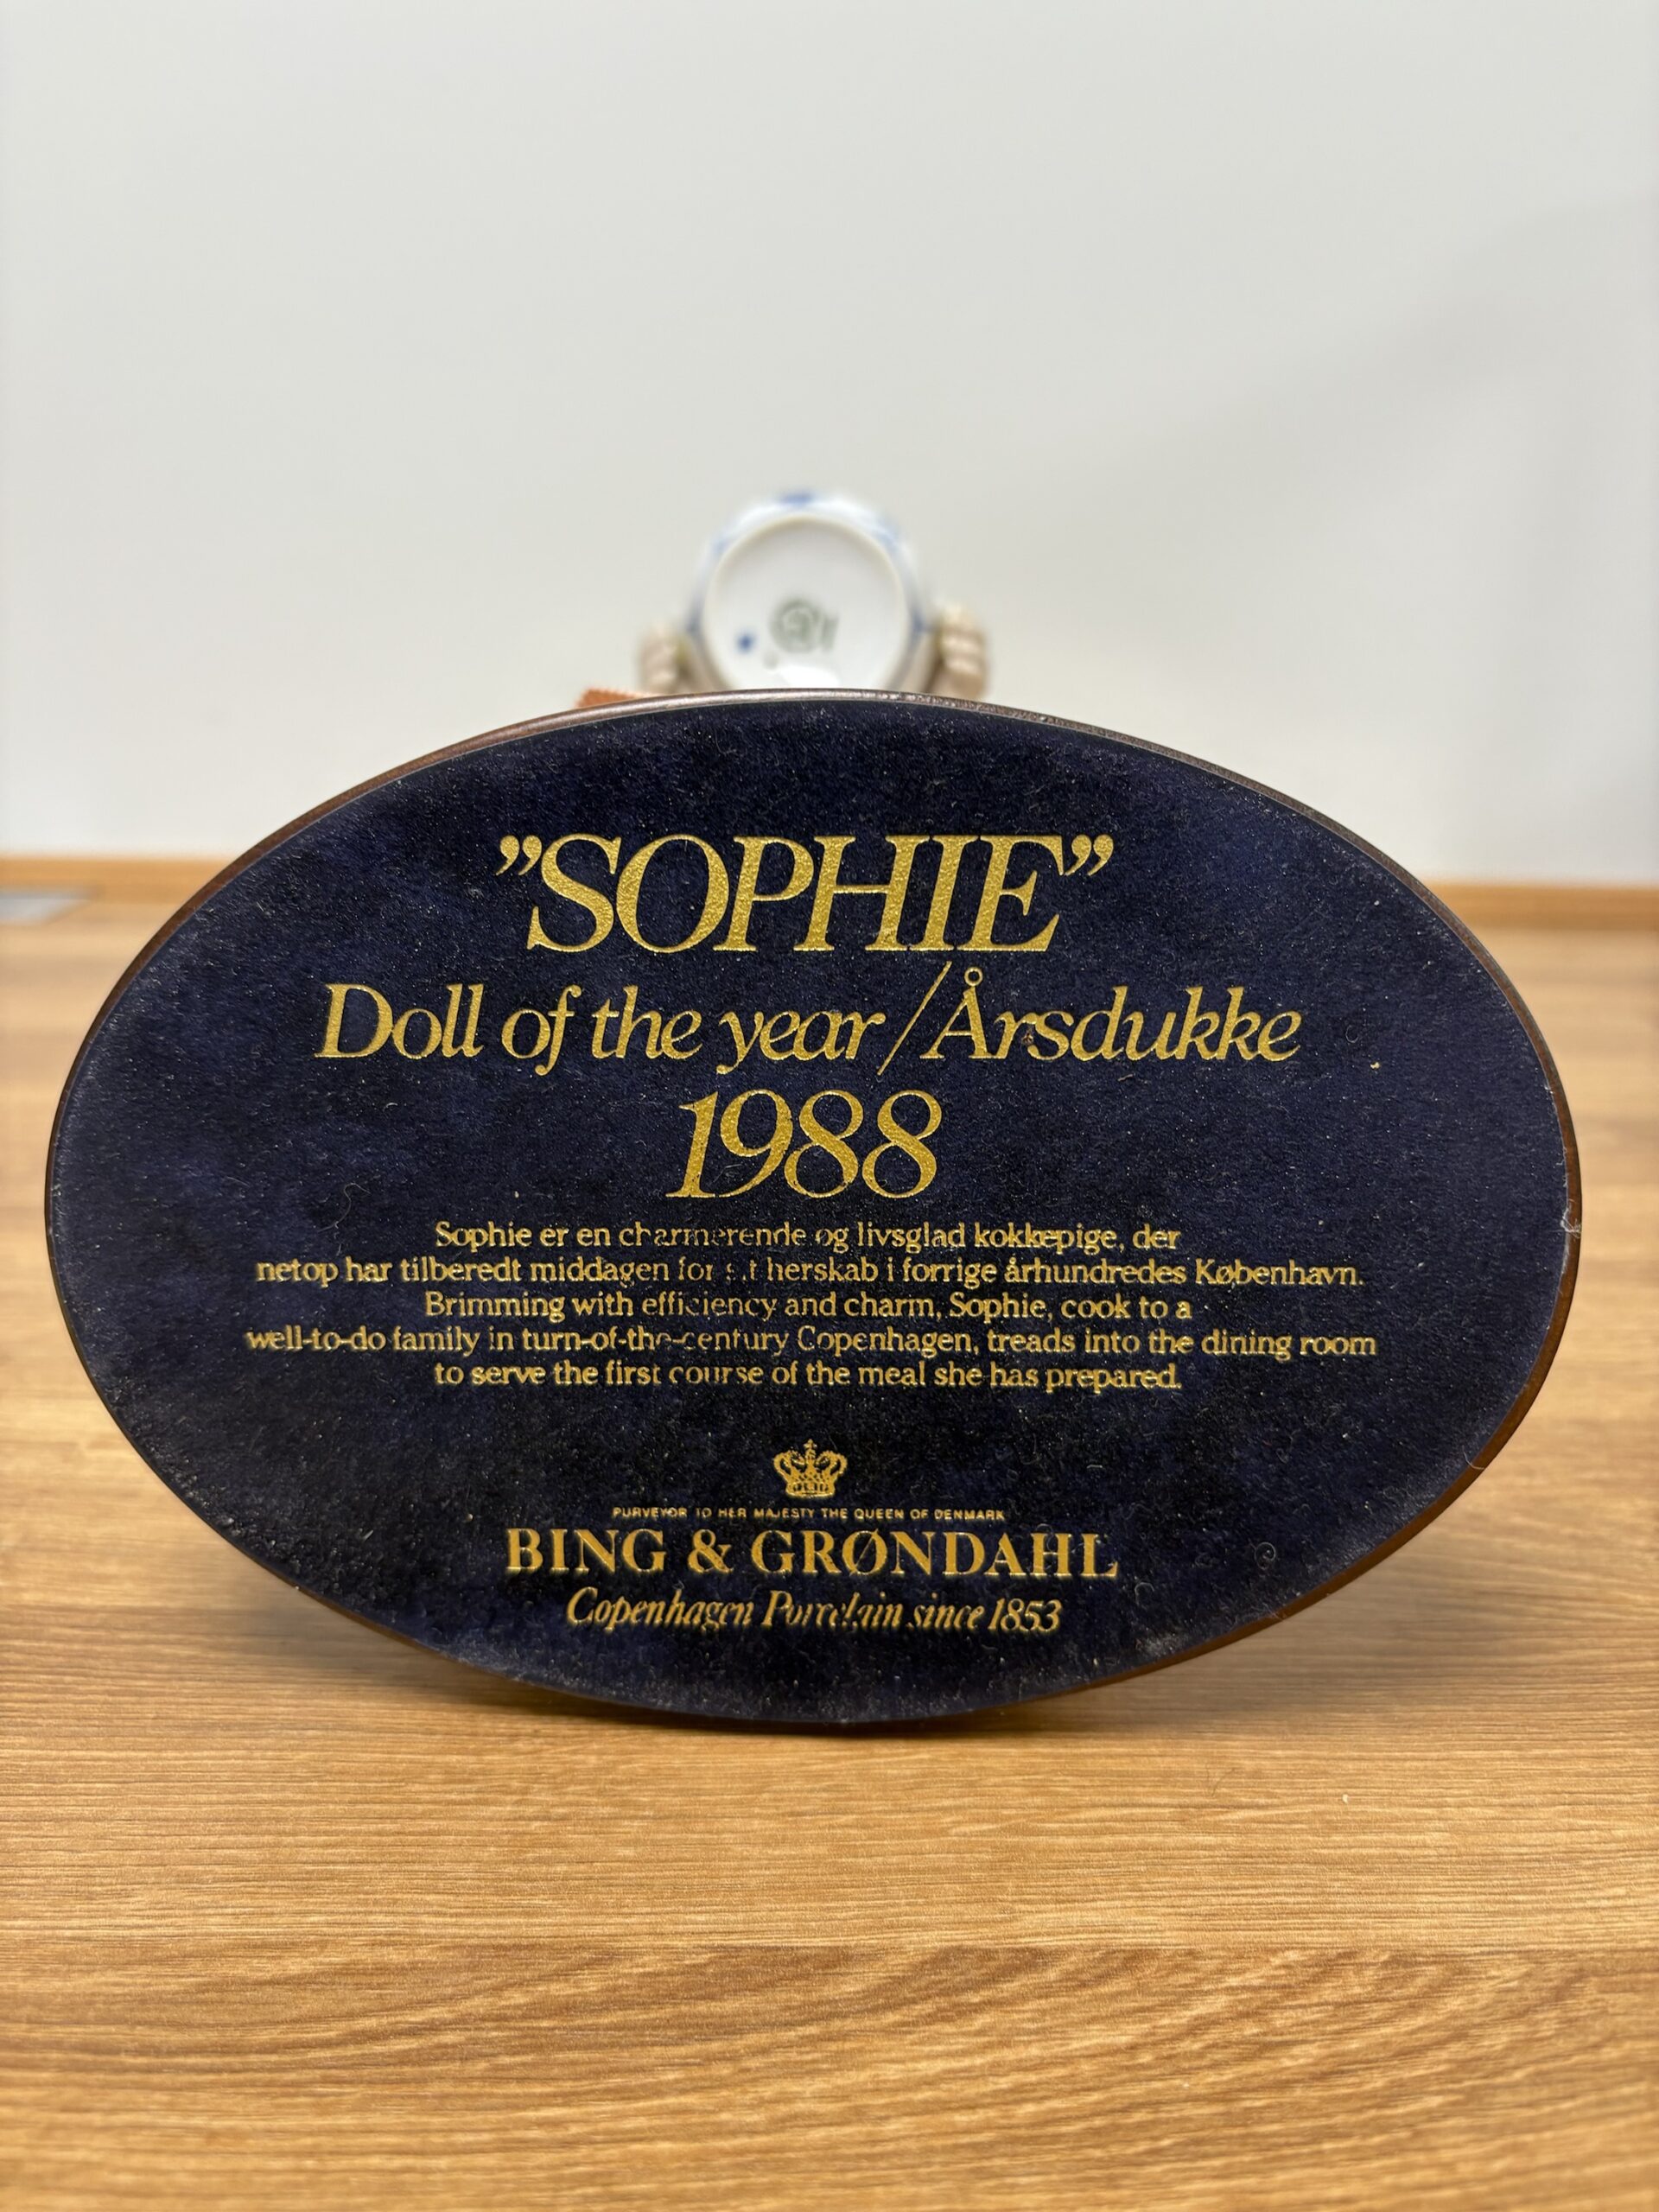 ”SOPHIE”
Doll of the year/Årsdukke
1988
Sophie er en charmerende og livsglad kokkepige, der
netop har tilberedt middagen for sit herskab i forrige århundredes København.
Brimming with efficiency and charm, Sophie, cook to a
well-to-do family in turn-of-the-century Copenhagen, treads into the dining room
to serve the first course of the meal she has prepared.
PURVEYOR TO HER MAJESTY THE QUEEN OF DENMARK
BING & GRØNDAHL
Copenhagen Porcelain since 1853